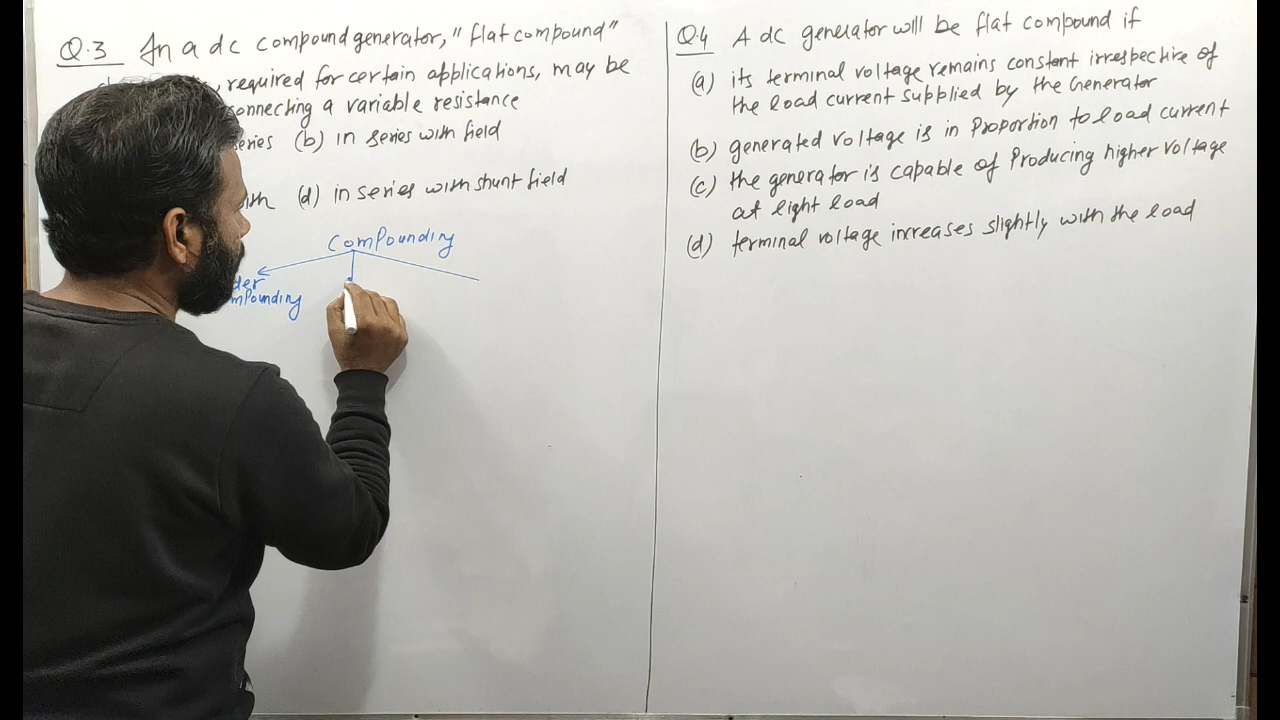 Q.3 In a dc compound generator, "flat compound"
required for certain applications, may be
onnecting a variable resistance
series (b) in series with field
with (d) in series with shunt field
Compounding
der
mpounding
Q.4 A dc generator will be flat compound if
(a) its terminal voltage remains constant irrespective of
the load current supplied by the Generator
(b) generated voltage is in Proportion to load current
(c) the generator is capable of Producing higher voltage
at light load
(d) terminal voltage increases slightly with the load